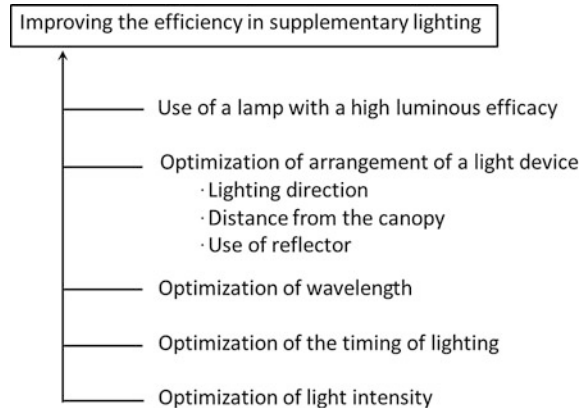 Improving the efficiency in supplementary lighting
Use of a lamp with a high luminous efficacy
Optimization of arrangement of a light device
· Lighting direction
· Distance from the canopy
· Use of reflector
Optimization of wavelength
Optimization of the timing of lighting
Optimization of light intensity